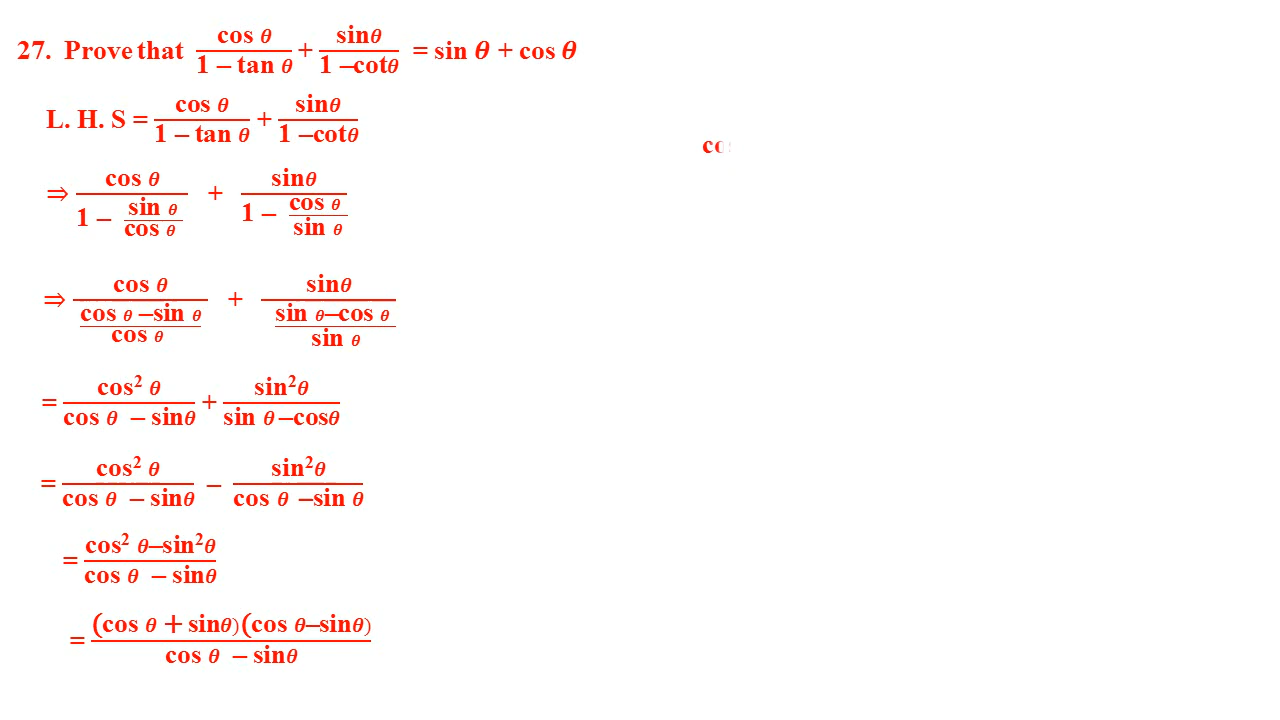 27. Prove that cos θ / 1 – tan θ + sinθ / 1 –cotθ = sin θ + cos θ
L. H. S = cos θ / 1 – tan θ + sinθ / 1 –cotθ
⇒ cos θ / 1 – sin θ / cos θ + sinθ / 1 – cos θ / sin θ
⇒ cos θ / cos θ –sin θ / cos θ + sinθ / sin θ–cos θ / sin θ
= cos² θ / cos θ – sinθ + sin²θ / sin θ –cosθ
= cos² θ / cos θ – sinθ – sin²θ / cos θ –sin θ
= cos² θ–sin²θ / cos θ – sinθ
= (cos θ + sinθ)(cos θ–sinθ) / cos θ – sinθ